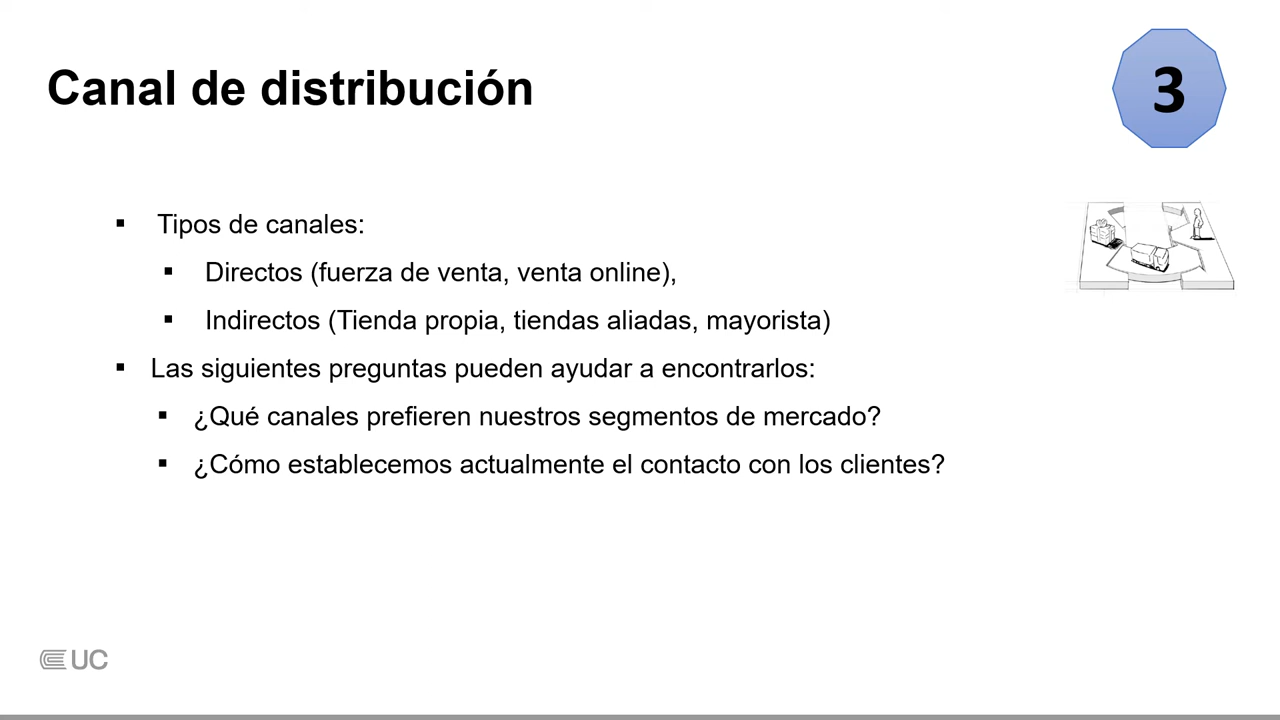 Canal de distribución
3
▪ Tipos de canales:
▪ Directos (fuerza de venta, venta online),
▪ Indirectos (Tienda propia, tiendas aliadas, mayorista)
▪ Las siguientes preguntas pueden ayudar a encontrarlos:
▪ ¿Qué canales prefieren nuestros segmentos de mercado?
▪ ¿Cómo establecemos actualmente el contacto con los clientes?
UC